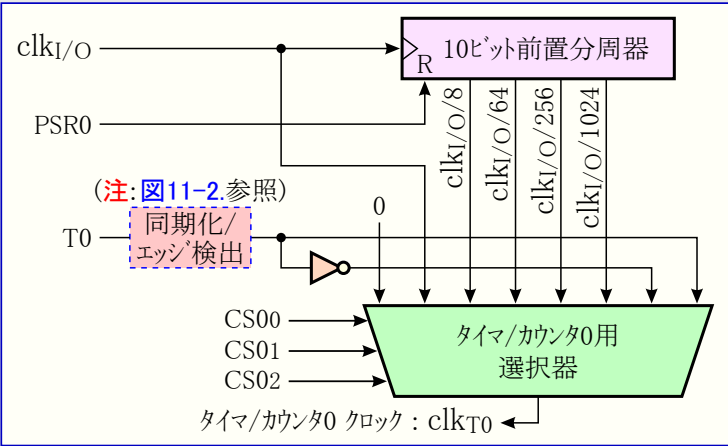 clkI/O
10ビット前置分周器
R
PSR0
clkI/O/8
clkI/O/64
clkI/O/256
clkI/O/1024
(注:図11-2.参照)
同期化/
エッジ検出
T0
0
CS00
CS01
CS02
タイマ/カウンタ0用
選択器
タイマ/カウンタ0 クロック : clkT0